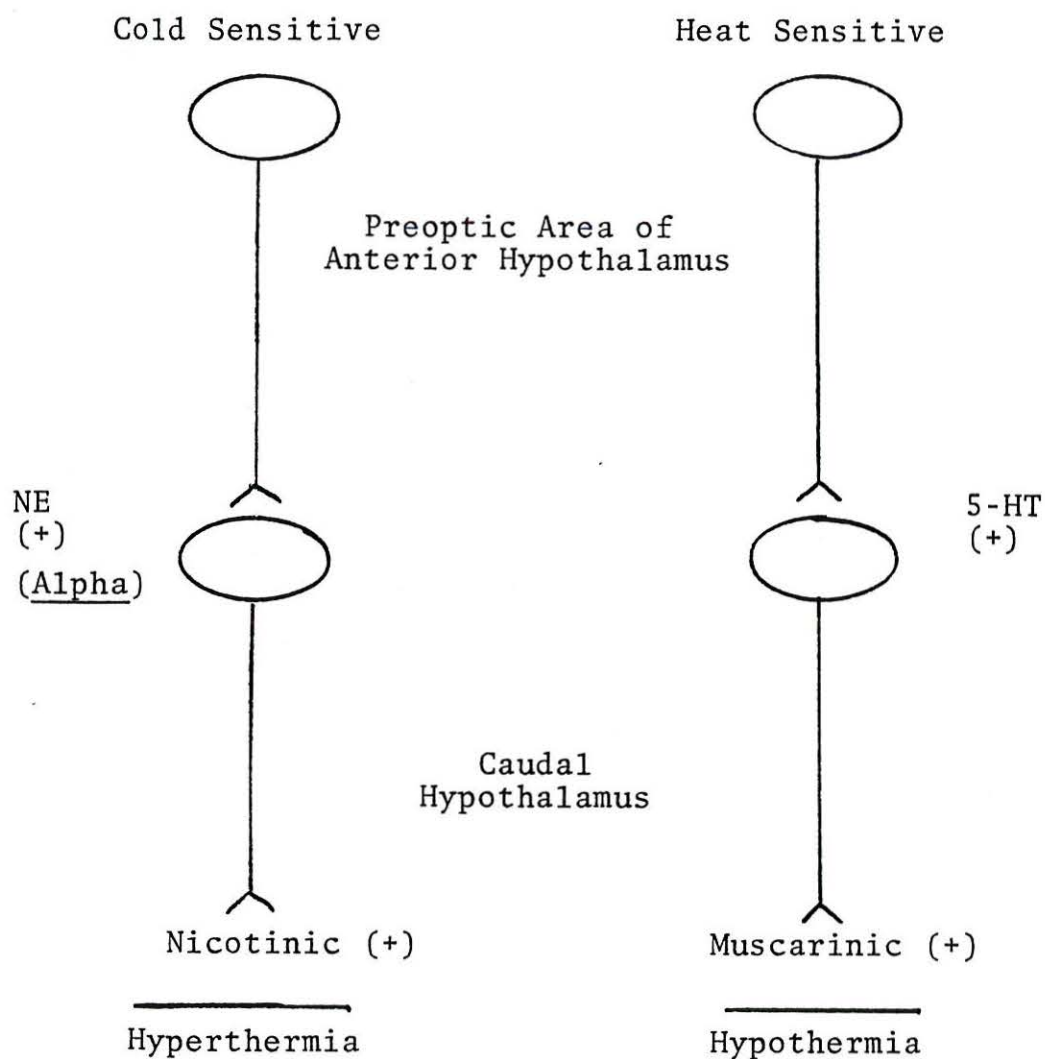 Cold Sensitive
Heat Sensitive
Preoptic Area of
Anterior Hypothalamus
NE
(+)
(Alpha)
5-HT
(+)
Caudal
Hypothalamus
Nicotinic (+)
Muscarinic (+)
Hyperthermia
Hypothermia